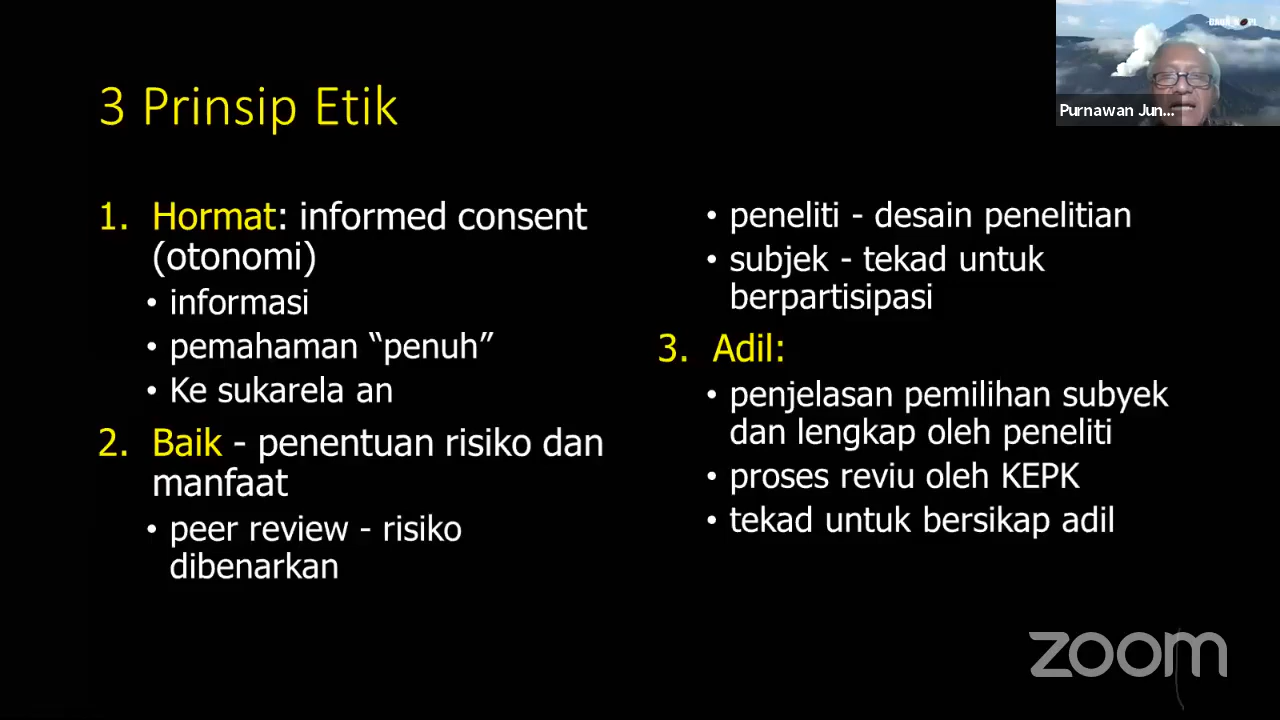 3 Prinsip Etik
1. Hormat: informed consent
(otonomi)
• informasi
• pemahaman “penuh”
• Ke sukarela an
2. Baik - penentuan risiko dan
manfaat
• peer review - risiko
dibenarkan
• peneliti - desain penelitian
• subjek - tekad untuk
berpartisipasi
3. Adil:
• penjelasan pemilihan subyek
dan lengkap oleh peneliti
• proses reviu oleh KEPK
• tekad untuk bersikap adil
Purnawan Jun...
zoom